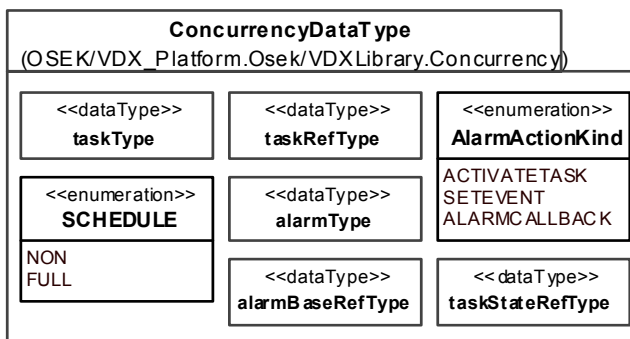 ConcurrencyDataType
(OSEK/VDX_Platform.Osek/VDXLibrary.Concurrency)
<<dataType>>
taskType
<<dataType>>
taskRefType
<<enumeration>>
AlarmActionKind
ACTIVATETASK
SETEVENT
ALARMCALLBACK
<<enumeration>>
SCHEDULE
NON
FULL
<<dataType>>
alarmType
<<dataType>>
alarmBaseRefType
<<dataType>>
taskStateRefType